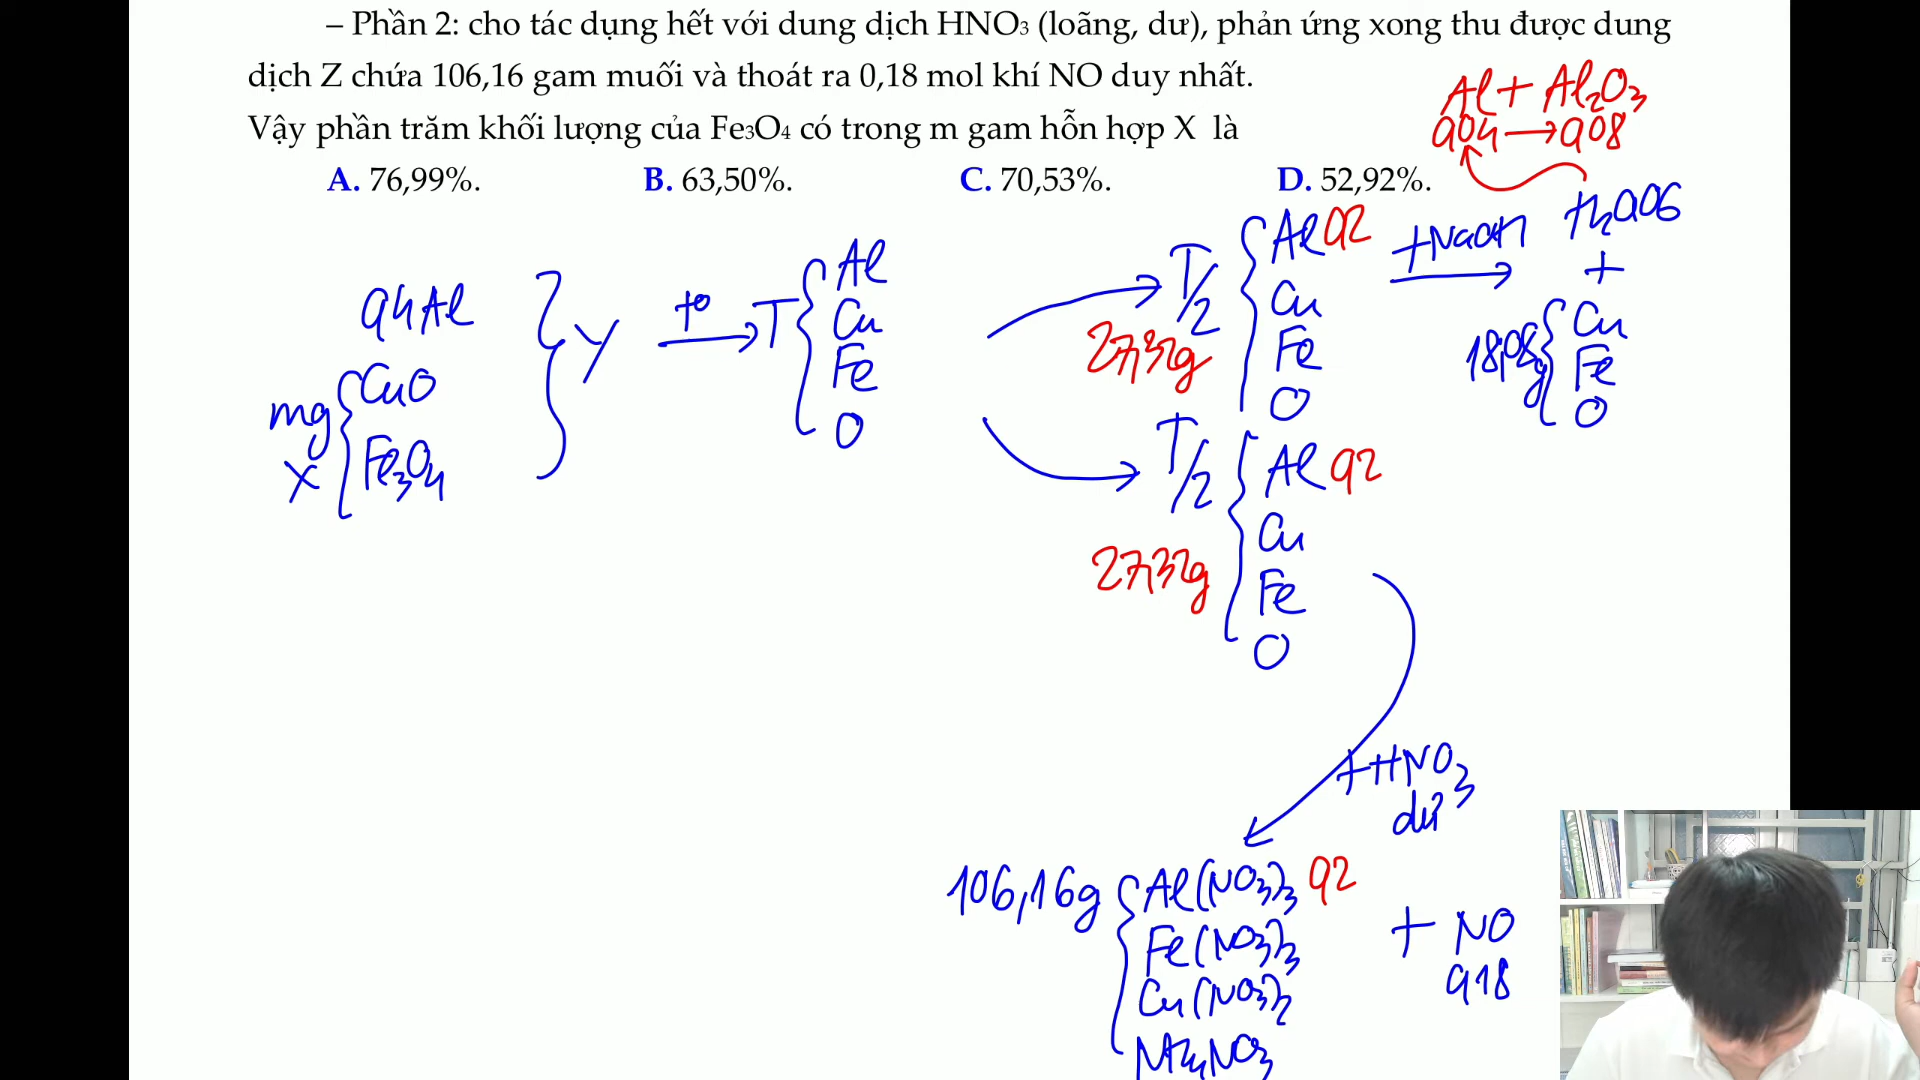 – Phần 2: cho tác dụng hết với dung dịch HNO3 (loãng, dư), phản ứng xong thu được dung
dịch Z chứa 106,16 gam muối và thoát ra 0,18 mol khí NO duy nhất.
Vậy phần trăm khối lượng của Fe3O4 có trong m gam hỗn hợp X là
A. 76,99%. B. 63,50%. C. 70,53%. D. 52,92%.
Al + Al2O3
0,04 → 0,08
H2 0,06
+NaOH
+
0,4 Al
CuO
Fe3O4
mg
X
Y
t°
T
Al
Cu
Fe
O
T/2
27,32g
Al 0,2
Cu
Fe
O
18,08g
Cu
Fe
O
T/2
27,32g
Al 0,2
Cu
Fe
O
+HNO3
dư
106,16g
Al(NO3)3 0,2
Fe(NO3)3
Cu(NO3)2
NH4NO3
+ NO
0,18